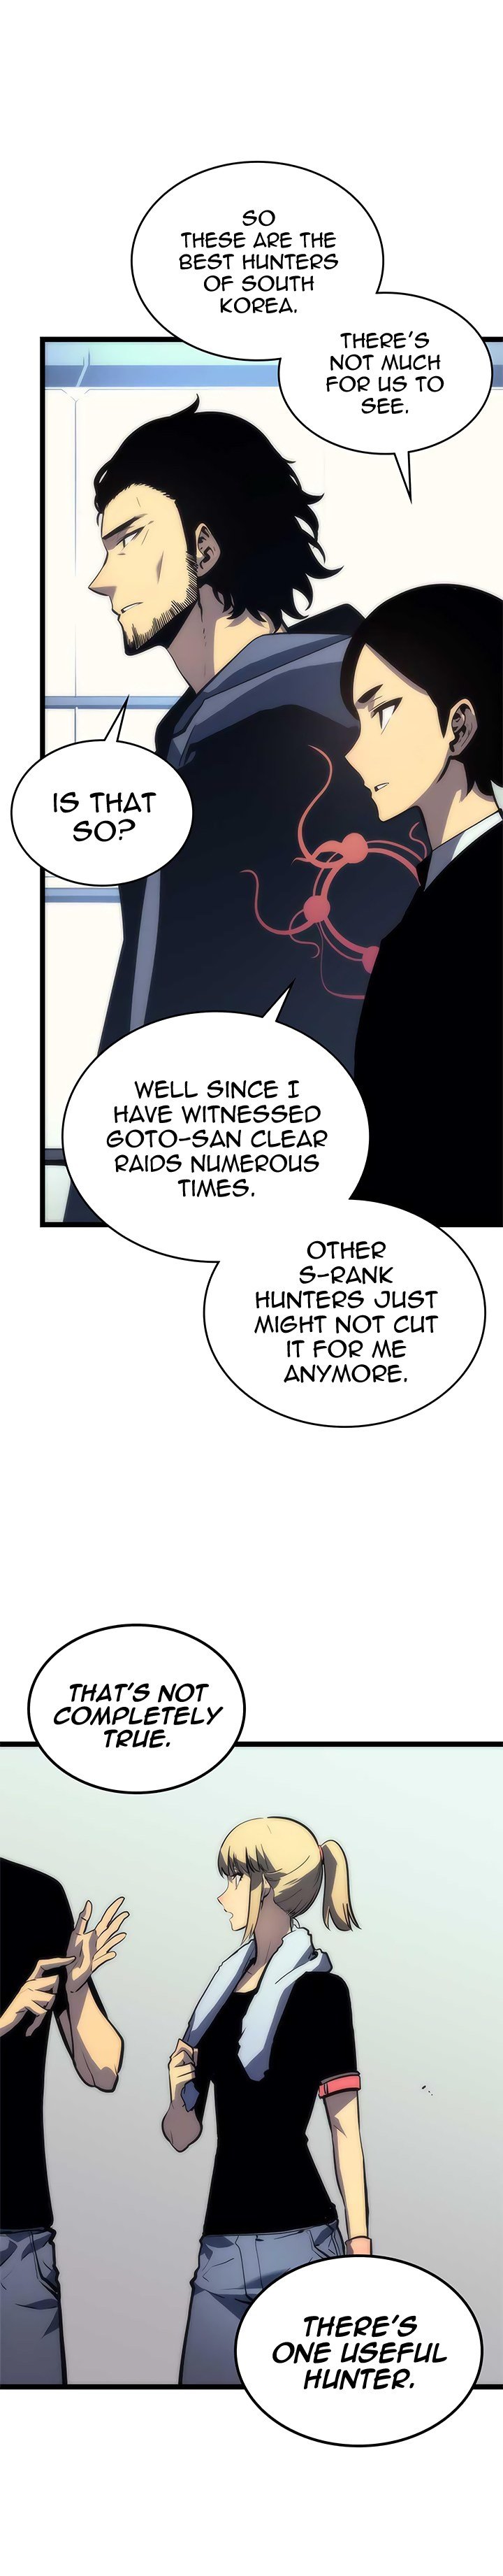 SO
THESE ARE THE
BEST HUNTERS
OF SOUTH
KOREA.
THERE'S
NOT MUCH
FOR US TO
SEE.
IS THAT
SO?
WELL SINCE I
HAVE WITNESSED
GOTO-SAN CLEAR
RAIDS NUMEROUS
TIMES.
OTHER
S-RANK
HUNTERS JUST
MIGHT NOT CUT
IT FOR ME
ANYMORE.
THAT'S NOT
COMPLETELY
TRUE.
THERE'S
ONE USEFUL
HUNTER.